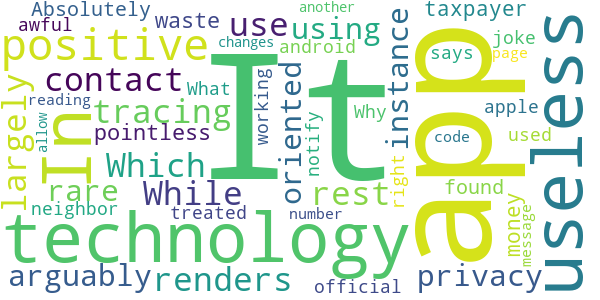 Absolutely
awful
waste
use
using
taxpayer
changes
another
android
joke
says
page
positive
contact
What
tracing
reading
allow
pointless
largely
In
It
working
oriented
notify
Why
instance
app
apple
code
used
useless
Which
While
rest
right
found
rare
neighbor
treated
number
money
message
technology
arguably
renders
official
privacy